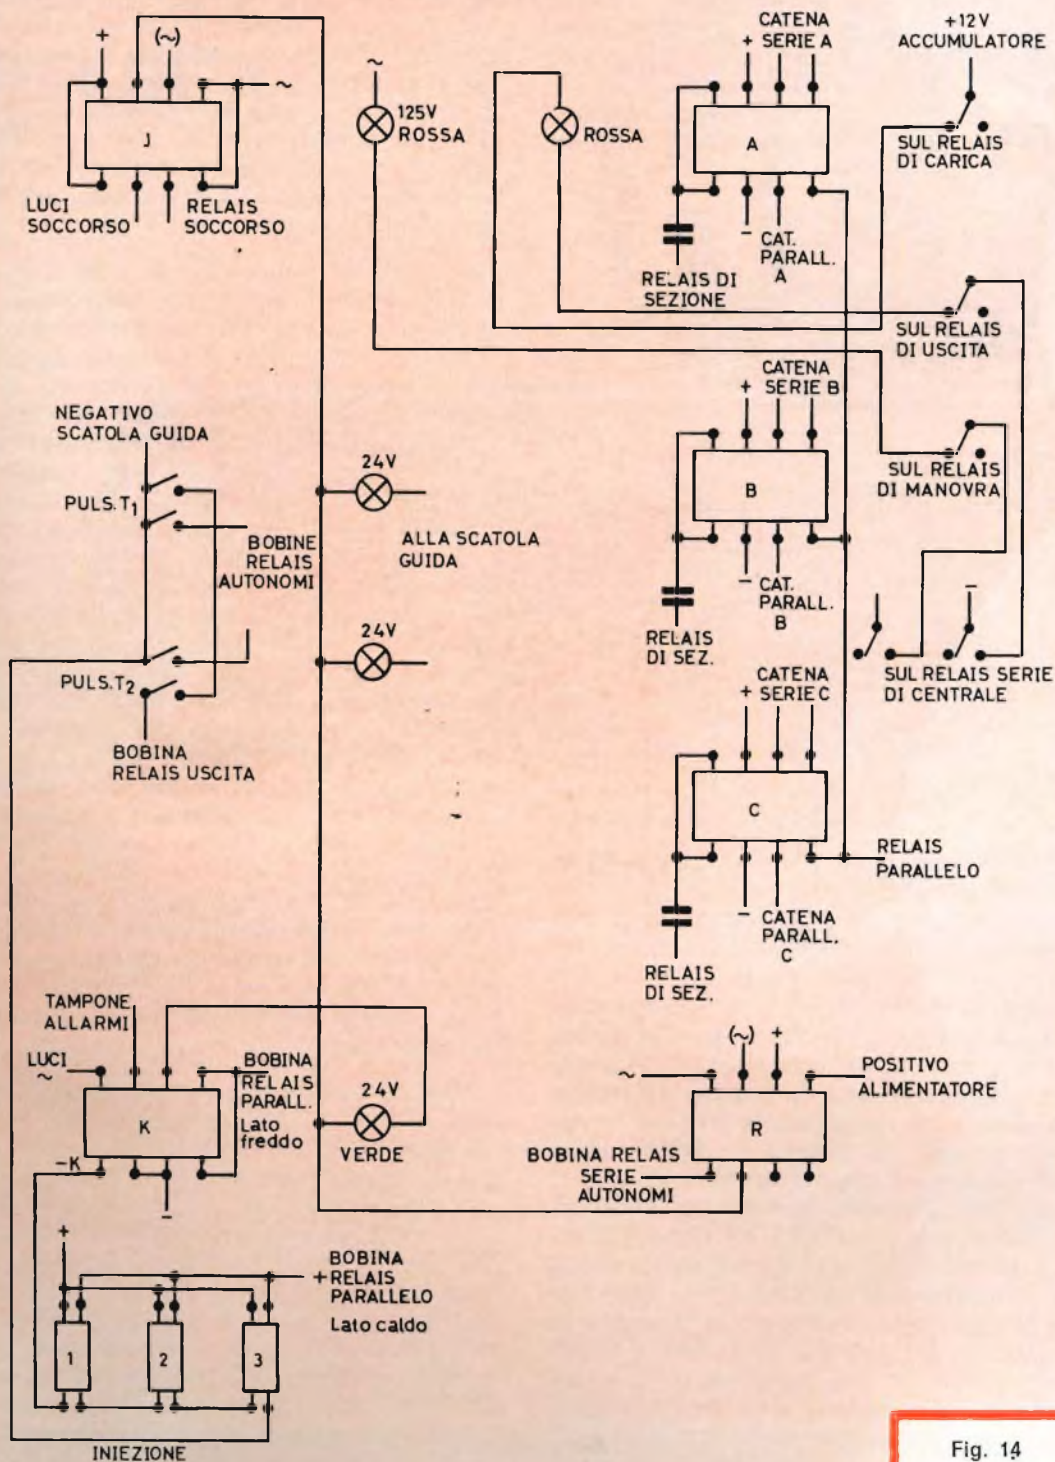 +
(~)
~
J
LUCI
SOCCORSO
RELAIS
SOCCORSO
~
125V
ROSSA
ROSSA
CATENA
+ SERIE A
A
RELAIS DI
SEZIONE
−
CAT.
PARALL.
A
+12V
ACCUMULATORE
SUL RELAIS
DI CARICA
SUL RELAIS
DI USCITA
SUL RELAIS
DI MANOVRA
CATENA
+ SERIE B
B
RELAIS
DI SEZ.
−
CAT.
PARALL.
B
−
SUL RELAIS SERIE
DI CENTRALE
NEGATIVO
SCATOLA GUIDA
PULS. T1
BOBINE
RELAIS
AUTONOMI
PULS. T2
BOBINA
RELAIS USCITA
24V
ALLA SCATOLA
GUIDA
24V
CATENA
+ SERIE C
C
RELAIS
PARALLELO
−
CATENA
PARALL.
C
RELAIS
DI SEZ.
TAMPONE
ALLARMI
LUCI
~
BOBINA
RELAIS
PARALL.
Lato
freddo
K
−K
−
24V
VERDE
(~)
+
~
POSITIVO
ALIMENTATORE
R
BOBINA RELAIS
SERIE
AUTONOMI
+
BOBINA
+ RELAIS
PARALLELO
Lato caldo
1
2
3
INIEZIONE
Fig. 14